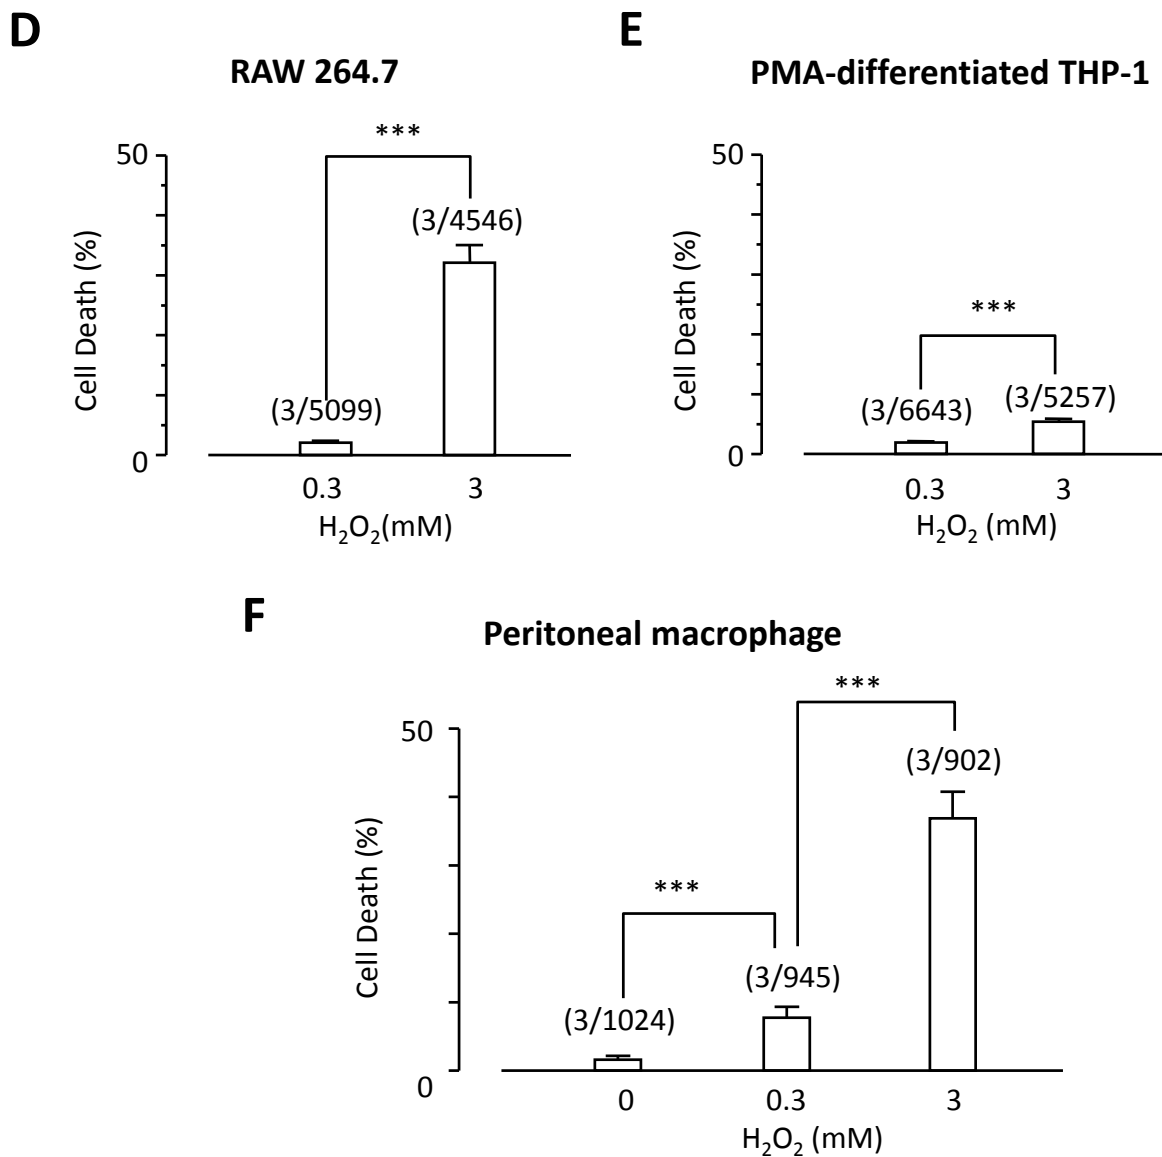 D
RAW 264.7
50
***
(3/4546)
(3/5099)
0
Cell Death (%)
0.3 3
H₂O₂(mM)
E
PMA-differentiated THP-1
50
***
(3/6643) (3/5257)
0
Cell Death (%)
0.3 3
H₂O₂ (mM)
F
Peritoneal macrophage
***
50
(3/902)
***
(3/945)
(3/1024)
0
Cell Death (%)
0 0.3 3
H₂O₂ (mM)